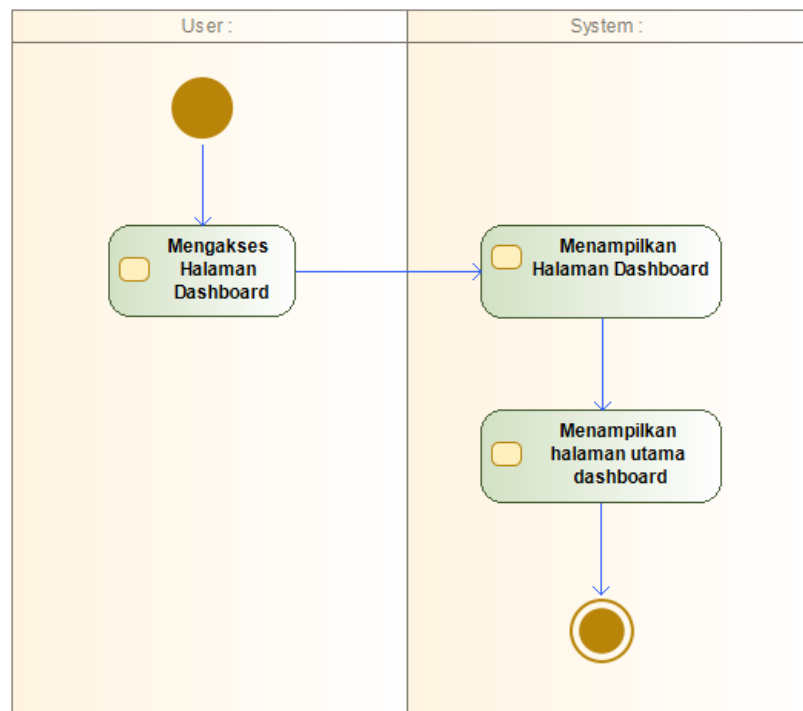 User :
System :
Mengakses
Halaman
Dashboard
Menampilkan
Halaman Dashboard
Menampilkan
halaman utama
dashboard